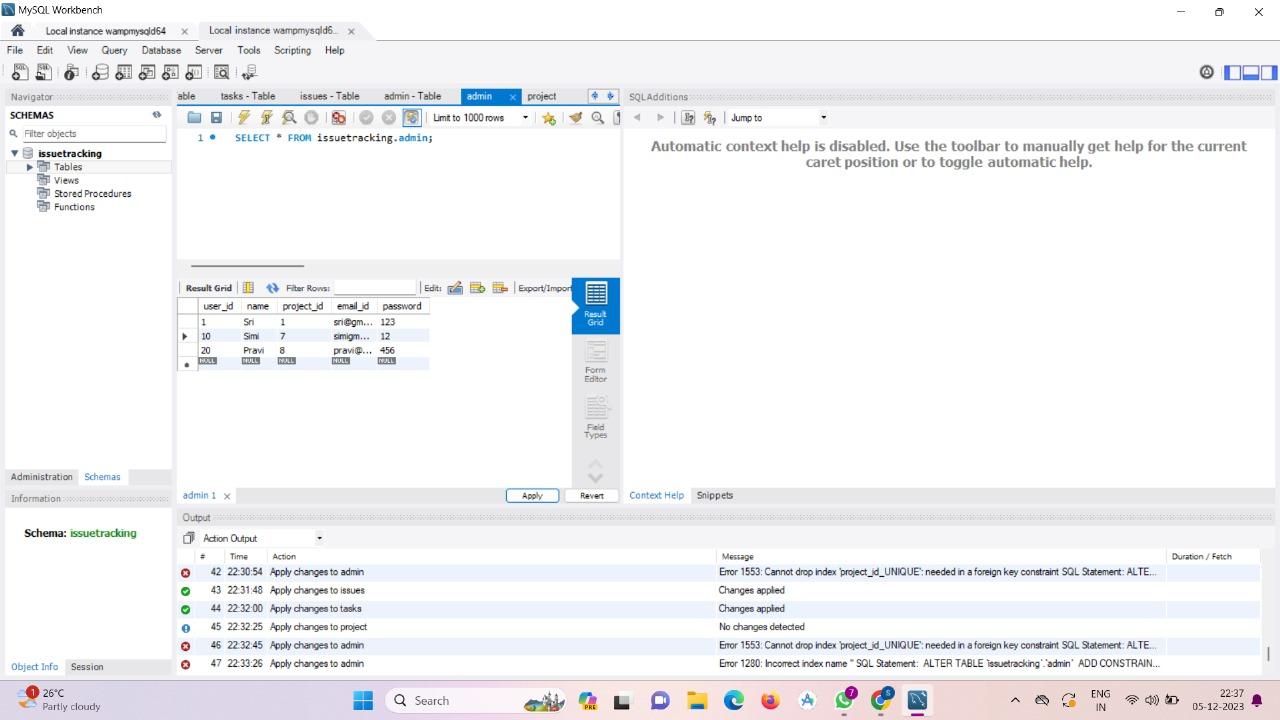 MySQL Workbench
Local instance wampmysqld64
Local instance wampmysqld6...
File Edit View Query Database Server Tools Scripting Help
Navigator
SCHEMAS
Filter objects
issuetracking
Tables
Views
Stored Procedures
Functions
Administration Schemas
Information
Schema: issuetracking
Object Info Session
able tasks - Table issues - Table admin - Table admin project
Limit to 1000 rows
1 SELECT * FROM issuetracking.admin;
Result Grid Filter Rows: Edit: Export/Import
user_id name project_id email_id password
1 Sri 1 sri@gm... 123
10 Simi 7 simigm... 12
20 Pravi 8 pravi@... 456
NULL NULL NULL NULL NULL
Result
Grid
Form
Editor
Field
Types
admin 1
Apply Revert
SQLAdditions
Jump to
Automatic context help is disabled. Use the toolbar to manually get help for the current
caret position or to toggle automatic help.
Context Help Snippets
Output
Action Output
# Time Action Message Duration / Fetch
42 22:30:54 Apply changes to admin Error 1553: Cannot drop index 'project_id_UNIQUE': needed in a foreign key constraint SQL Statement: ALTE...
43 22:31:48 Apply changes to issues Changes applied
44 22:32:00 Apply changes to tasks Changes applied
45 22:32:25 Apply changes to project No changes detected
46 22:32:45 Apply changes to admin Error 1553: Cannot drop index 'project_id_UNIQUE': needed in a foreign key constraint SQL Statement: ALTE...
47 22:33:26 Apply changes to admin Error 1280: Incorrect index name '' SQL Statement: ALTER TABLE `issuetracking`.`admin` ADD CONSTRAIN...
1
26°C
Partly cloudy
Search
PRE
7
S
ENG
IN
22:37
05-12-2023